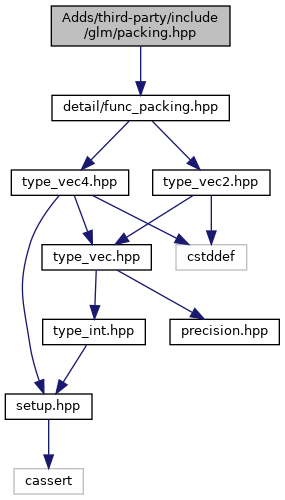 Adds/third-party/include
/glm/packing.hpp
detail/func_packing.hpp
type_vec4.hpp
type_vec2.hpp
type_vec.hpp
cstddef
type_int.hpp
precision.hpp
setup.hpp
cassert